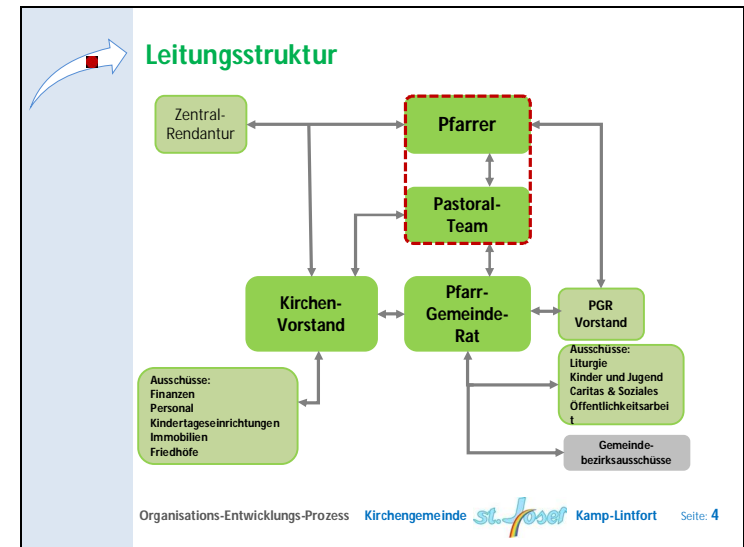 Leitungsstruktur
Zentral-
Rendantur
Pfarrer
Pastoral-
Team
Kirchen-
Vorstand
Pfarr-
Gemeinde-
Rat
PGR
Vorstand
Ausschüsse:
Liturgie
Kinder und Jugend
Caritas & Soziales
Öffentlichkeitsarbei
t
Ausschüsse:
Finanzen
Personal
Kindertageseinrichtungen
Immobilien
Friedhöfe
Gemeinde-
bezirksausschüsse
Organisations-Entwicklungs-Prozess Kirchengemeinde St. Josef Kamp-Lintfort Seite: 4